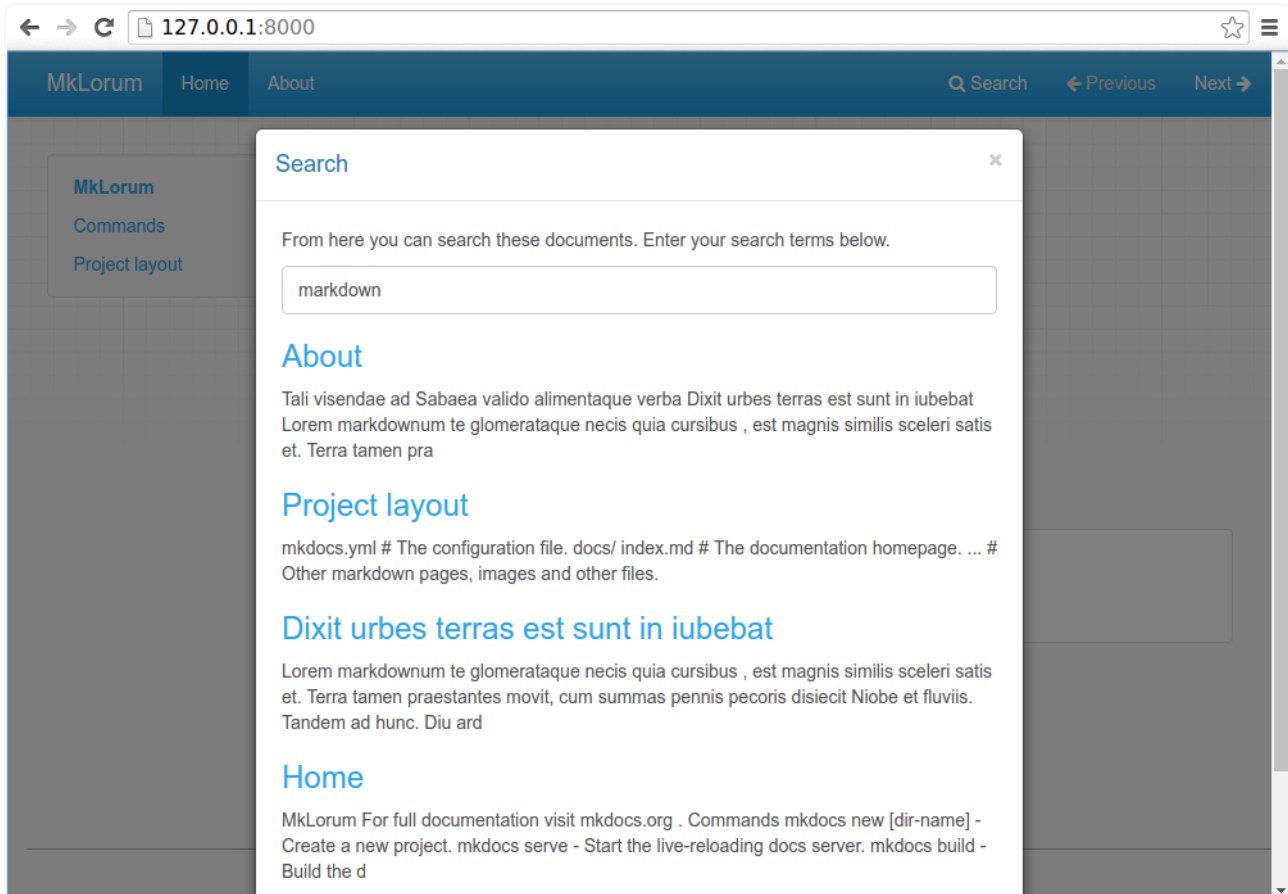 127.0.0.1:8000
MkLorum Home About Search Previous Next
MkLorum
Commands
Project layout
Search ×
From here you can search these documents. Enter your search terms below.
markdown
About
Tali visendae ad Sabaea valido alimentaque verba Dixit urbes terras est sunt in iubebat
Lorem markdownum te glomerataque necis quia cursibus , est magnis similis sceleri satis
et. Terra tamen pra
Project layout
mkdocs.yml # The configuration file. docs/ index.md # The documentation homepage. ... #
Other markdown pages, images and other files.
Dixit urbes terras est sunt in iubebat
Lorem markdownum te glomerataque necis quia cursibus , est magnis similis sceleri satis
et. Terra tamen praestantes movit, cum summas pennis pecoris disiecit Niobe et fluviis.
Tandem ad hunc. Diu ard
Home
MkLorum For full documentation visit mkdocs.org . Commands mkdocs new [dir-name] -
Create a new project. mkdocs serve - Start the live-reloading docs server. mkdocs build -
Build the d